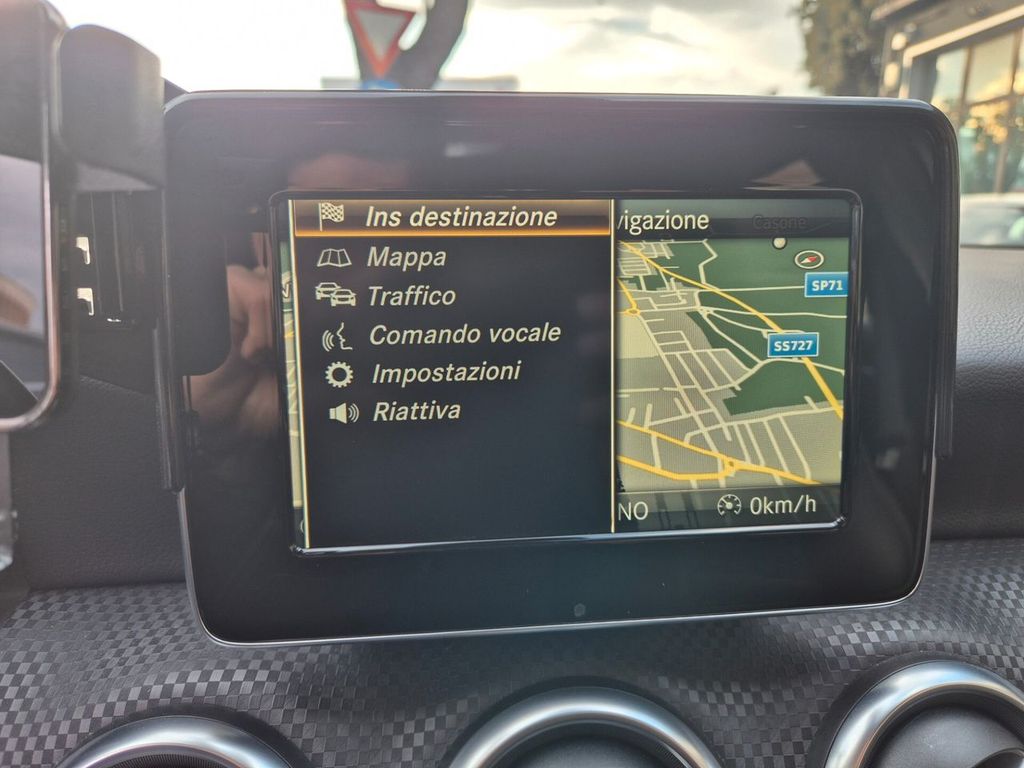 Ins destinazione
vigazione
Casone
Mappa
SP71
Traffico
Comando vocale
SS727
Impostazioni
Riattiva
NO
0km/h